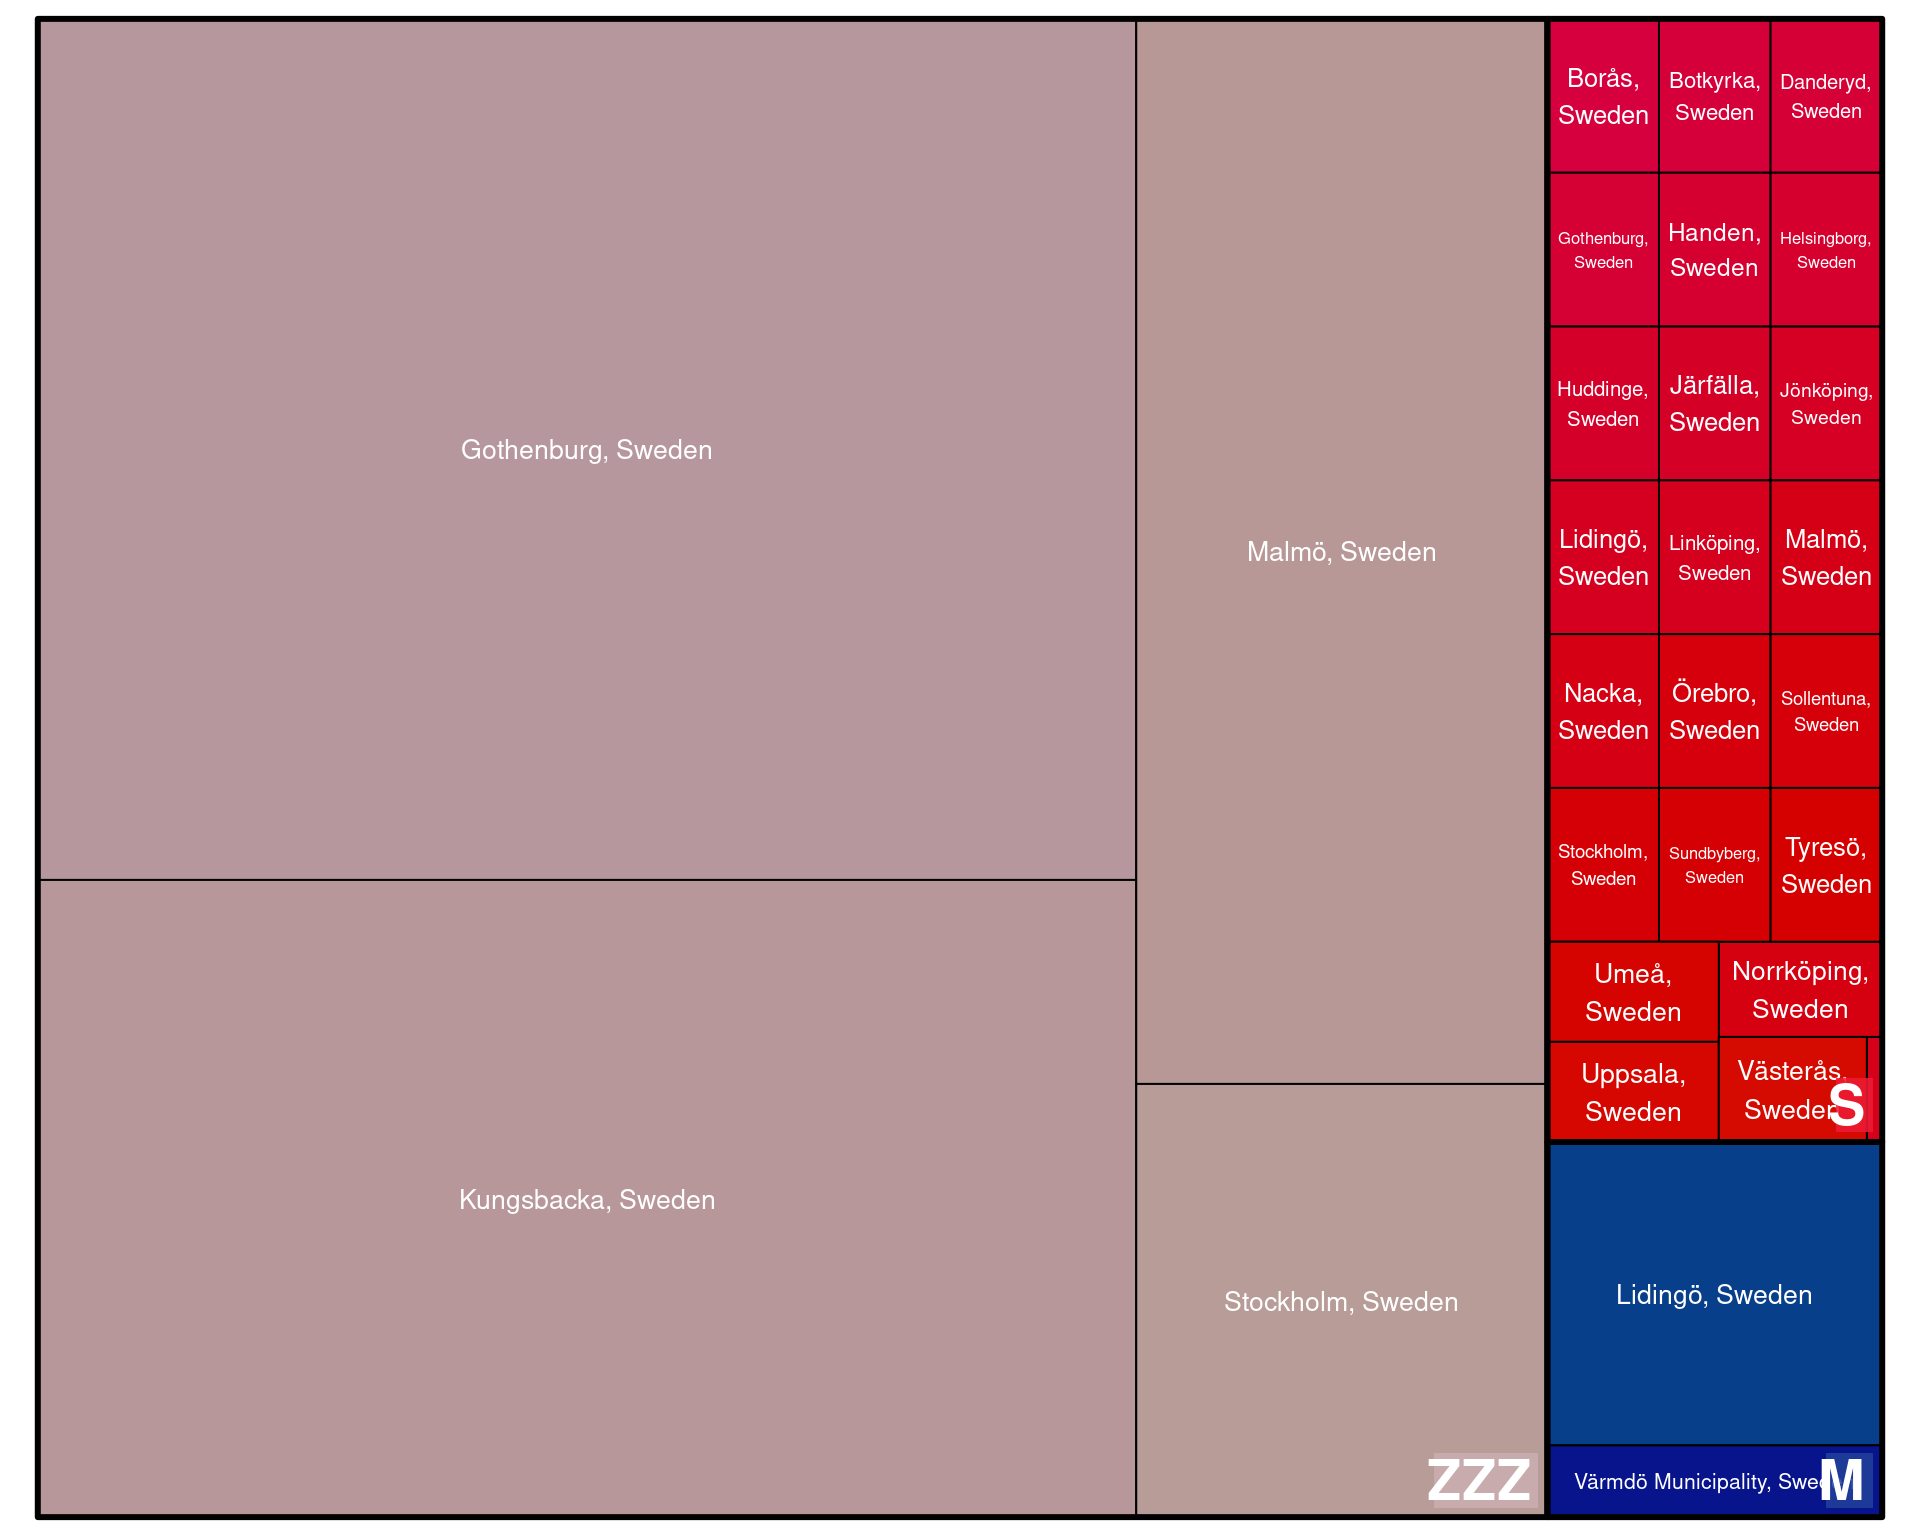 Gothenburg, Sweden
Kungsbacka, Sweden
Malmö, Sweden
Stockholm, Sweden
ZZZ
Borås,
Sweden
Botkyrka,
Sweden
Danderyd,
Sweden
Gothenburg,
Sweden
Handen,
Sweden
Helsingborg,
Sweden
Huddinge,
Sweden
Järfälla,
Sweden
Jönköping,
Sweden
Lidingö,
Sweden
Linköping,
Sweden
Malmö,
Sweden
Nacka,
Sweden
Örebro,
Sweden
Sollentuna,
Sweden
Stockholm,
Sweden
Sundbyberg,
Sweden
Tyresö,
Sweden
Umeå,
Sweden
Norrköping,
Sweden
Uppsala,
Sweden
Västerås,
Sweden
S
Lidingö, Sweden
Värmdö Municipality, Swed
M